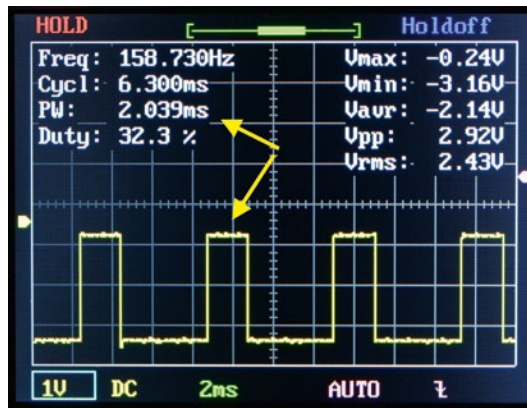 HOLD Holdoff
Freq: 158.730Hz Vmax: -0.24V
Cycl: 6.300ms Vmin: -3.16V
PW: 2.039ms Vavr: -2.14V
Duty: 32.3 % Vpp: 2.92V
Vrms: 2.43V
1V DC 2ms AUTO